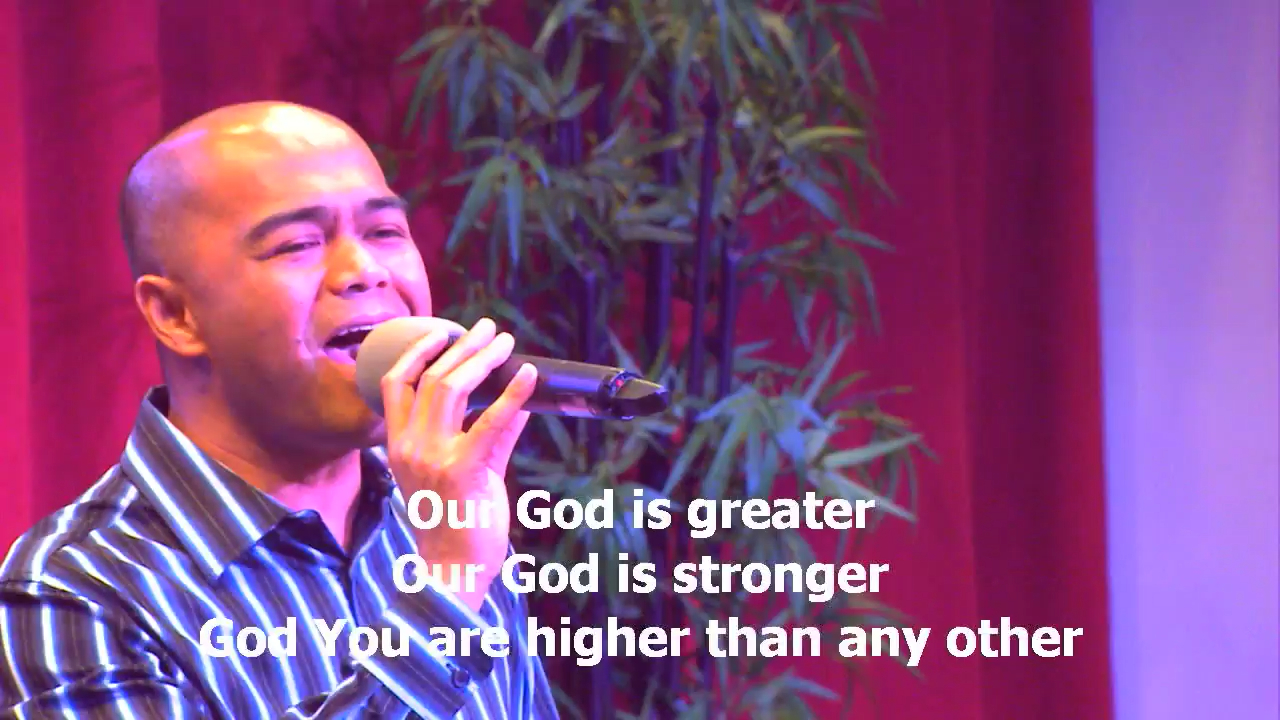 Our God is greater
Our God is stronger
God You are higher than any other